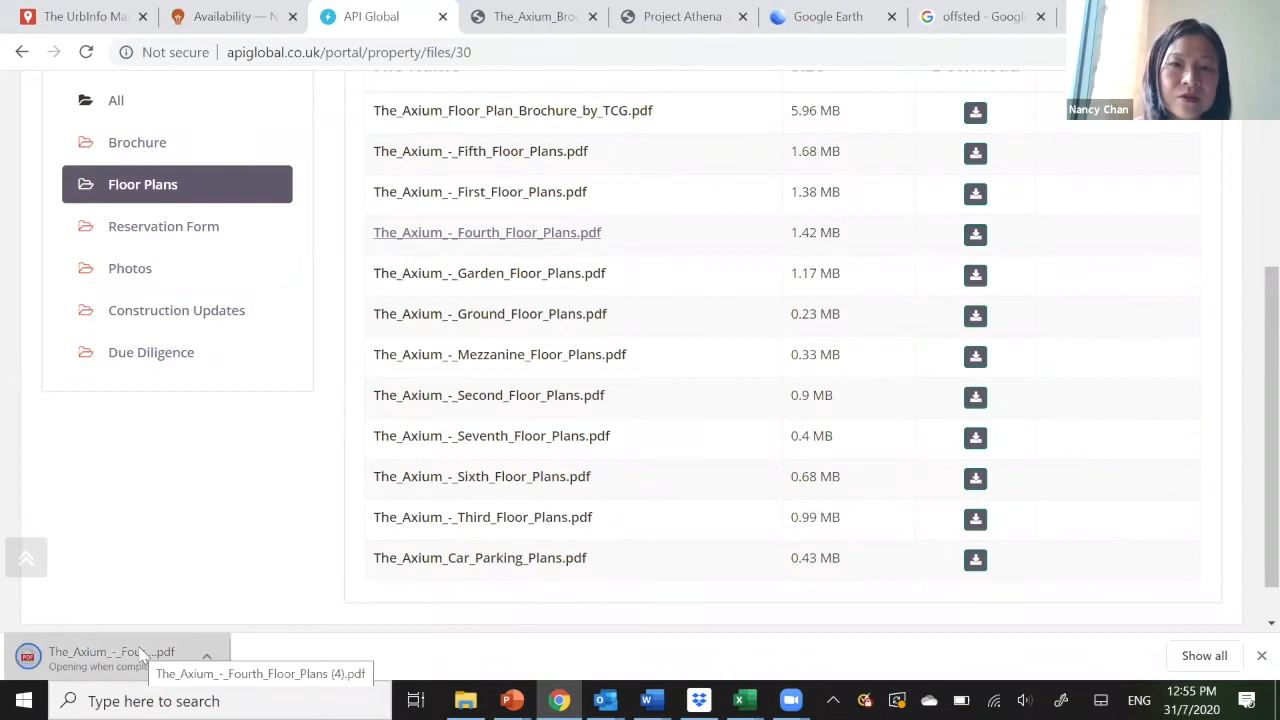 The UrbInfo Ma
Availability — N
API Global
The_Axium_Bro
Project Athena
Google Earth
offsted - Googl
Not secure
apiglobal.co.uk/portal/property/files/30
Nancy Chan
All
Brochure
Floor Plans
Reservation Form
Photos
Construction Updates
Due Diligence
The_Axium_Floor_Plan_Brochure_by_TCG.pdf 5.96 MB
The_Axium_-_Fifth_Floor_Plans.pdf 1.68 MB
The_Axium_-_First_Floor_Plans.pdf 1.38 MB
The_Axium_-_Fourth_Floor_Plans.pdf 1.42 MB
The_Axium_-_Garden_Floor_Plans.pdf 1.17 MB
The_Axium_-_Ground_Floor_Plans.pdf 0.23 MB
The_Axium_-_Mezzanine_Floor_Plans.pdf 0.33 MB
The_Axium_-_Second_Floor_Plans.pdf 0.9 MB
The_Axium_-_Seventh_Floor_Plans.pdf 0.4 MB
The_Axium_-_Sixth_Floor_Plans.pdf 0.68 MB
The_Axium_-_Third_Floor_Plans.pdf 0.99 MB
The_Axium_Car_Parking_Plans.pdf 0.43 MB
The_Axium_-_Fou...pdf
Opening when comp
The_Axium_-_Fourth_Floor_Plans (4).pdf
Show all
Type here to search
ENG
12:55 PM
31/7/2020